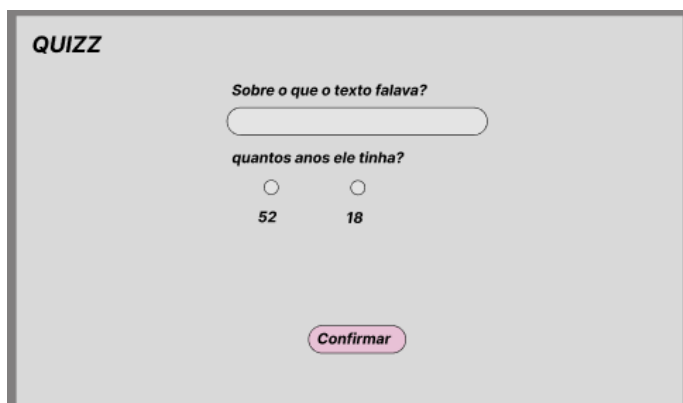 QUIZZ
Sobre o que o texto falava?
quantos anos ele tinha?
52 18
Confirmar